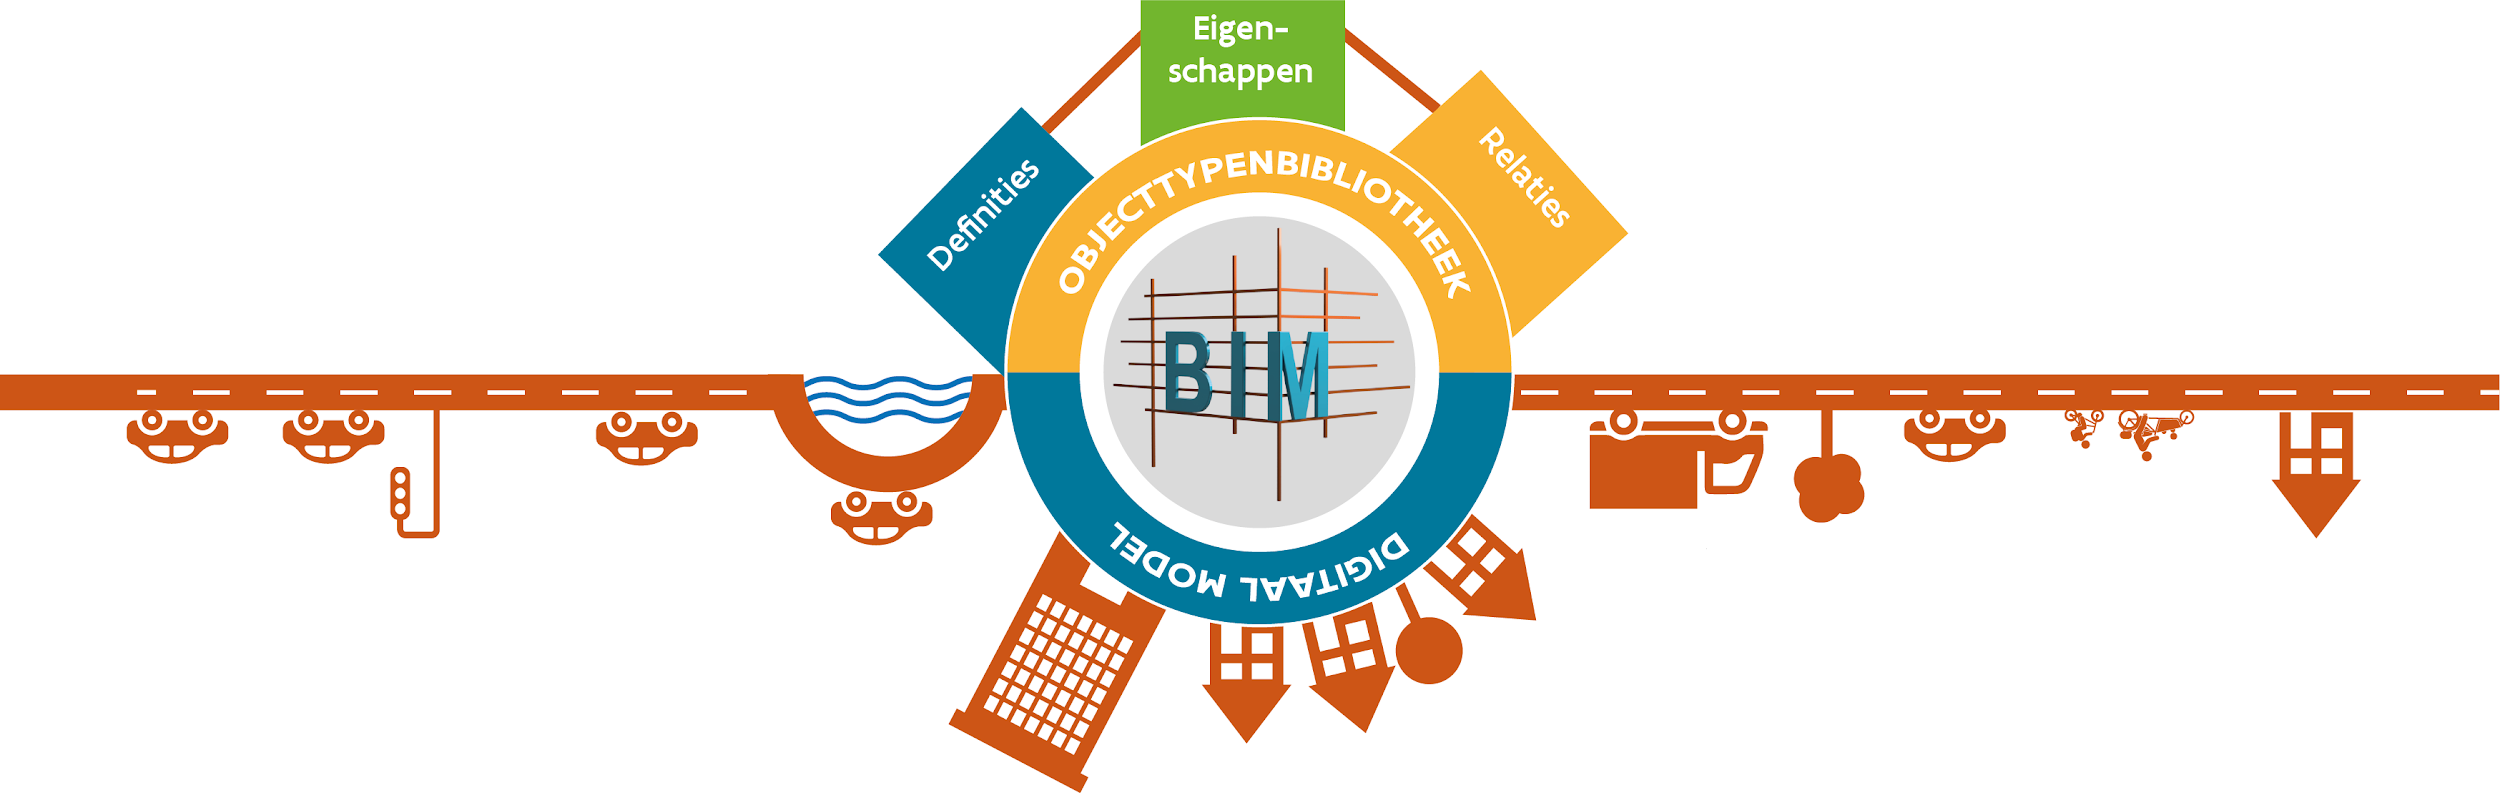 Eigen-
schappen
Definities
Relaties
OBJECTTYPENBIBLIOTHEEK
BIM
DIGITAAL MODEL